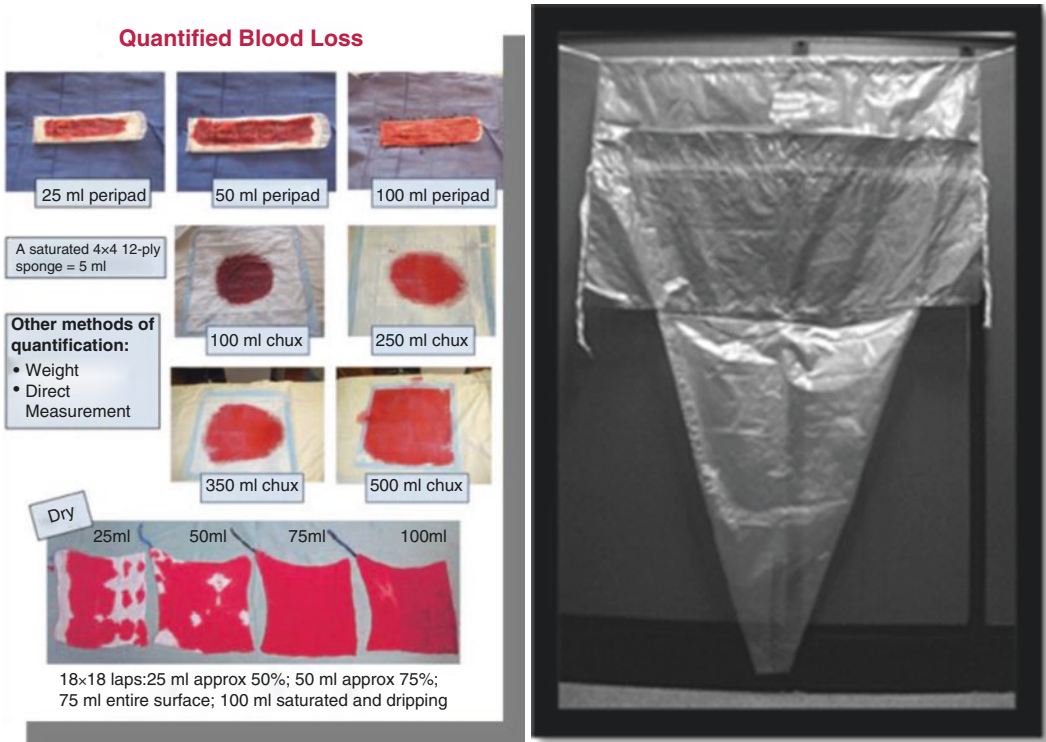 Quantified Blood Loss
25 ml peripad
50 ml peripad
100 ml peripad
A saturated 4×4 12-ply
sponge = 5 ml
100 ml chux
250 ml chux
Other methods of
quantification:
• Weight
• Direct
Measurement
350 ml chux
500 ml chux
Dry
25ml
50ml
75ml
100ml
18×18 laps:25 ml approx 50%; 50 ml approx 75%;
75 ml entire surface; 100 ml saturated and dripping